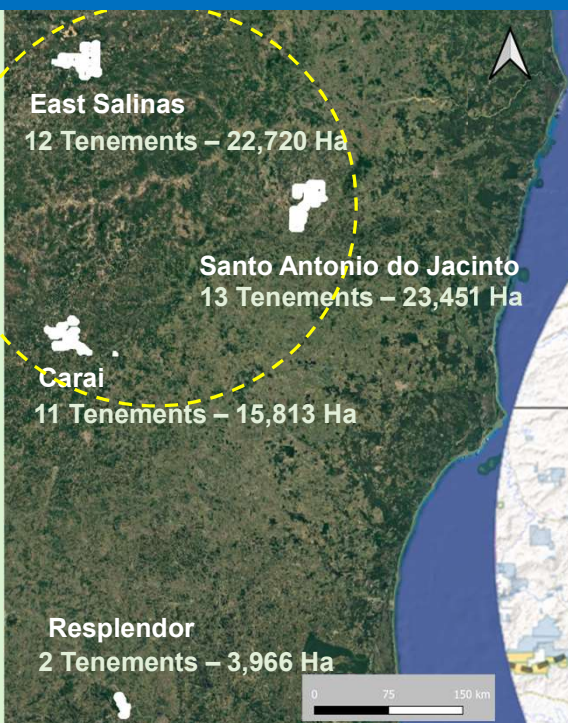 East Salinas
12 Tenements – 22,720 Ha
Santo Antonio do Jacinto
13 Tenements – 23,451 Ha
Carai
11 Tenements – 15,813 Ha
Resplendor
2 Tenements – 3,966 Ha
0 75 150 km